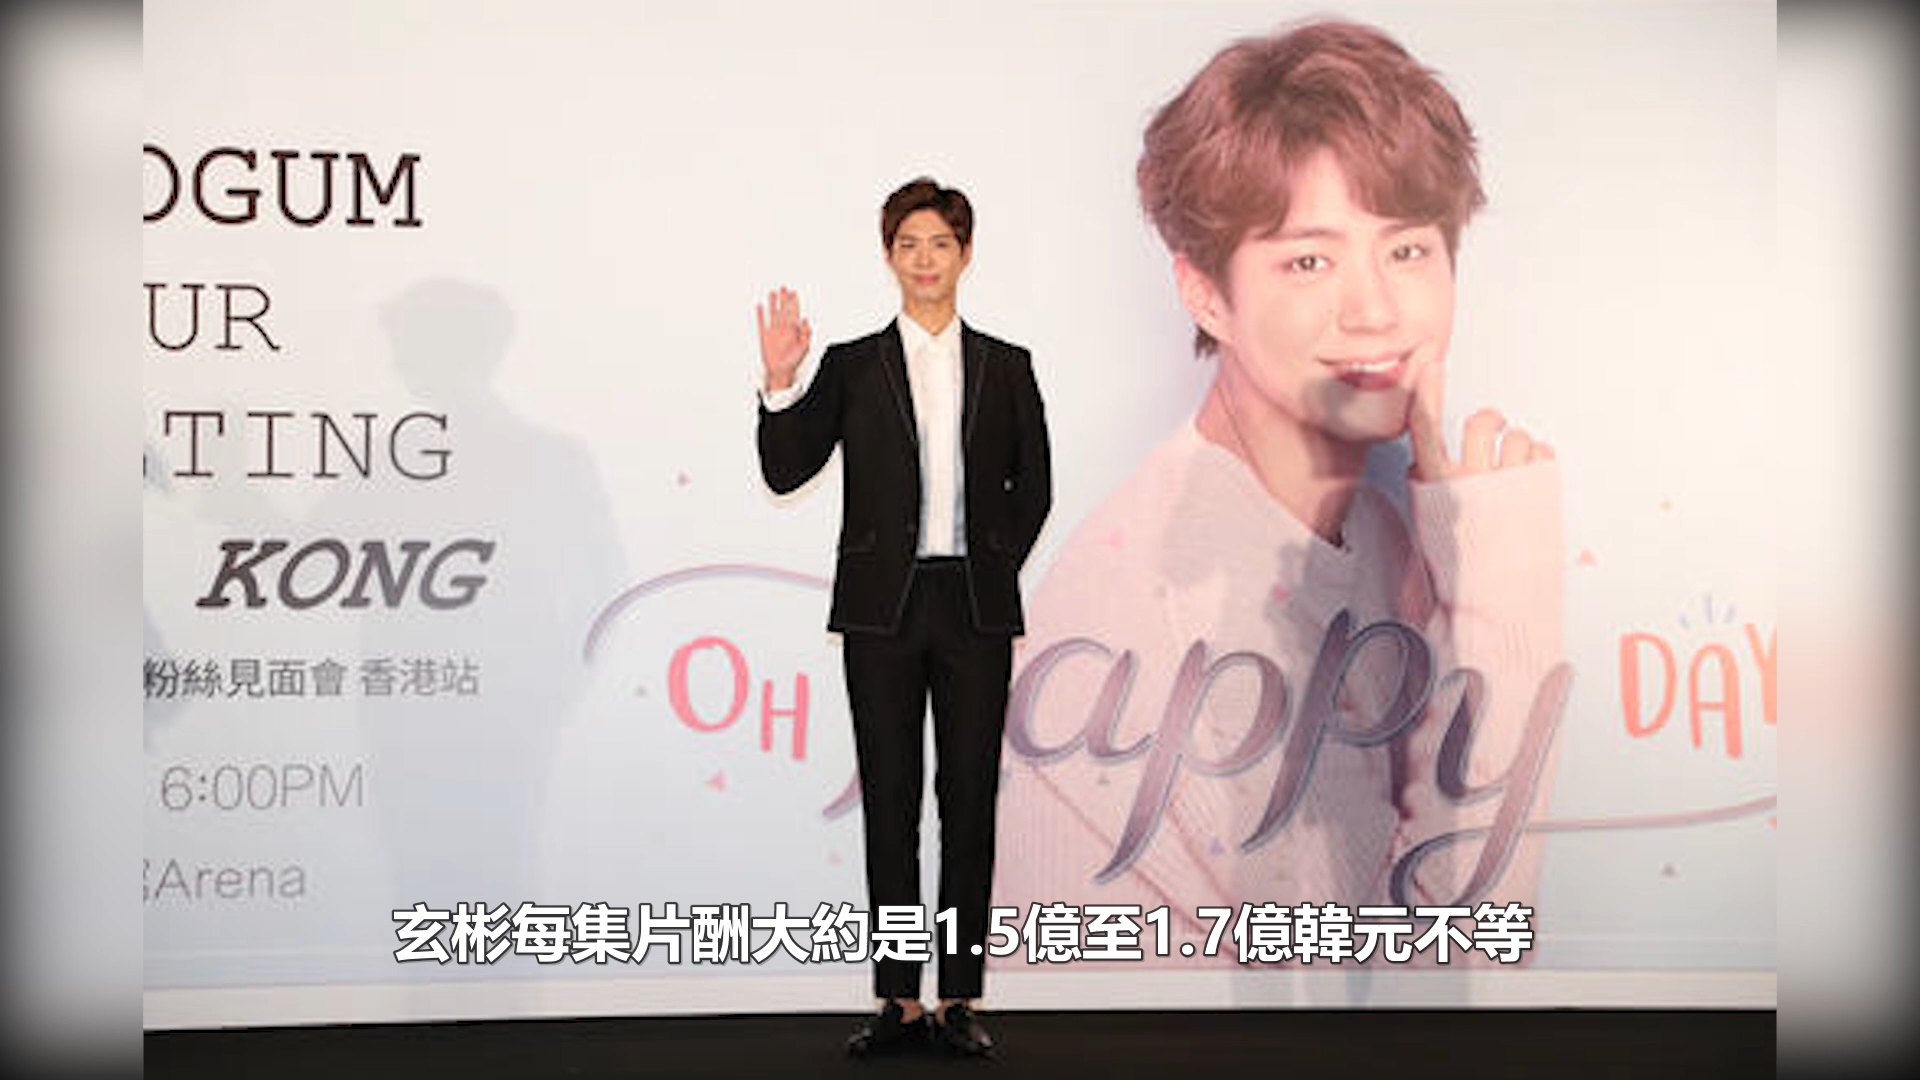 OGUM
UR
TING
KONG
粉絲見面會 香港站
6:00PM
Arena
OH
appy
DAY
玄彬每集片酬大約是1.5億至1.7億韓元不等